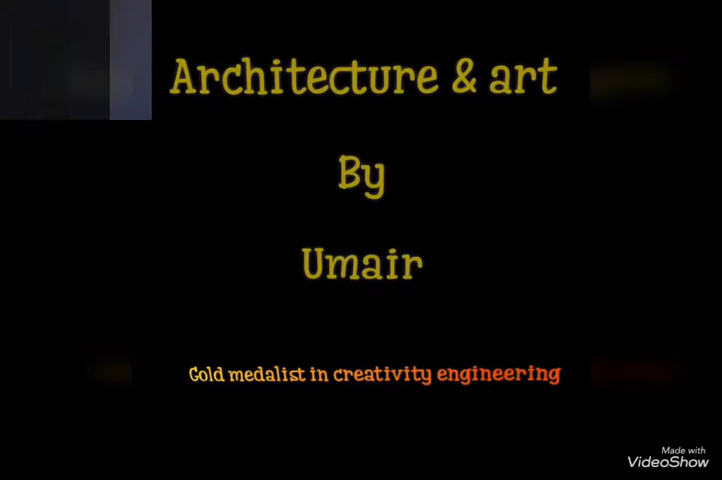 Architecture & art
By
Umair
Gold medalist in creativity engineering
Made with
VideoShow